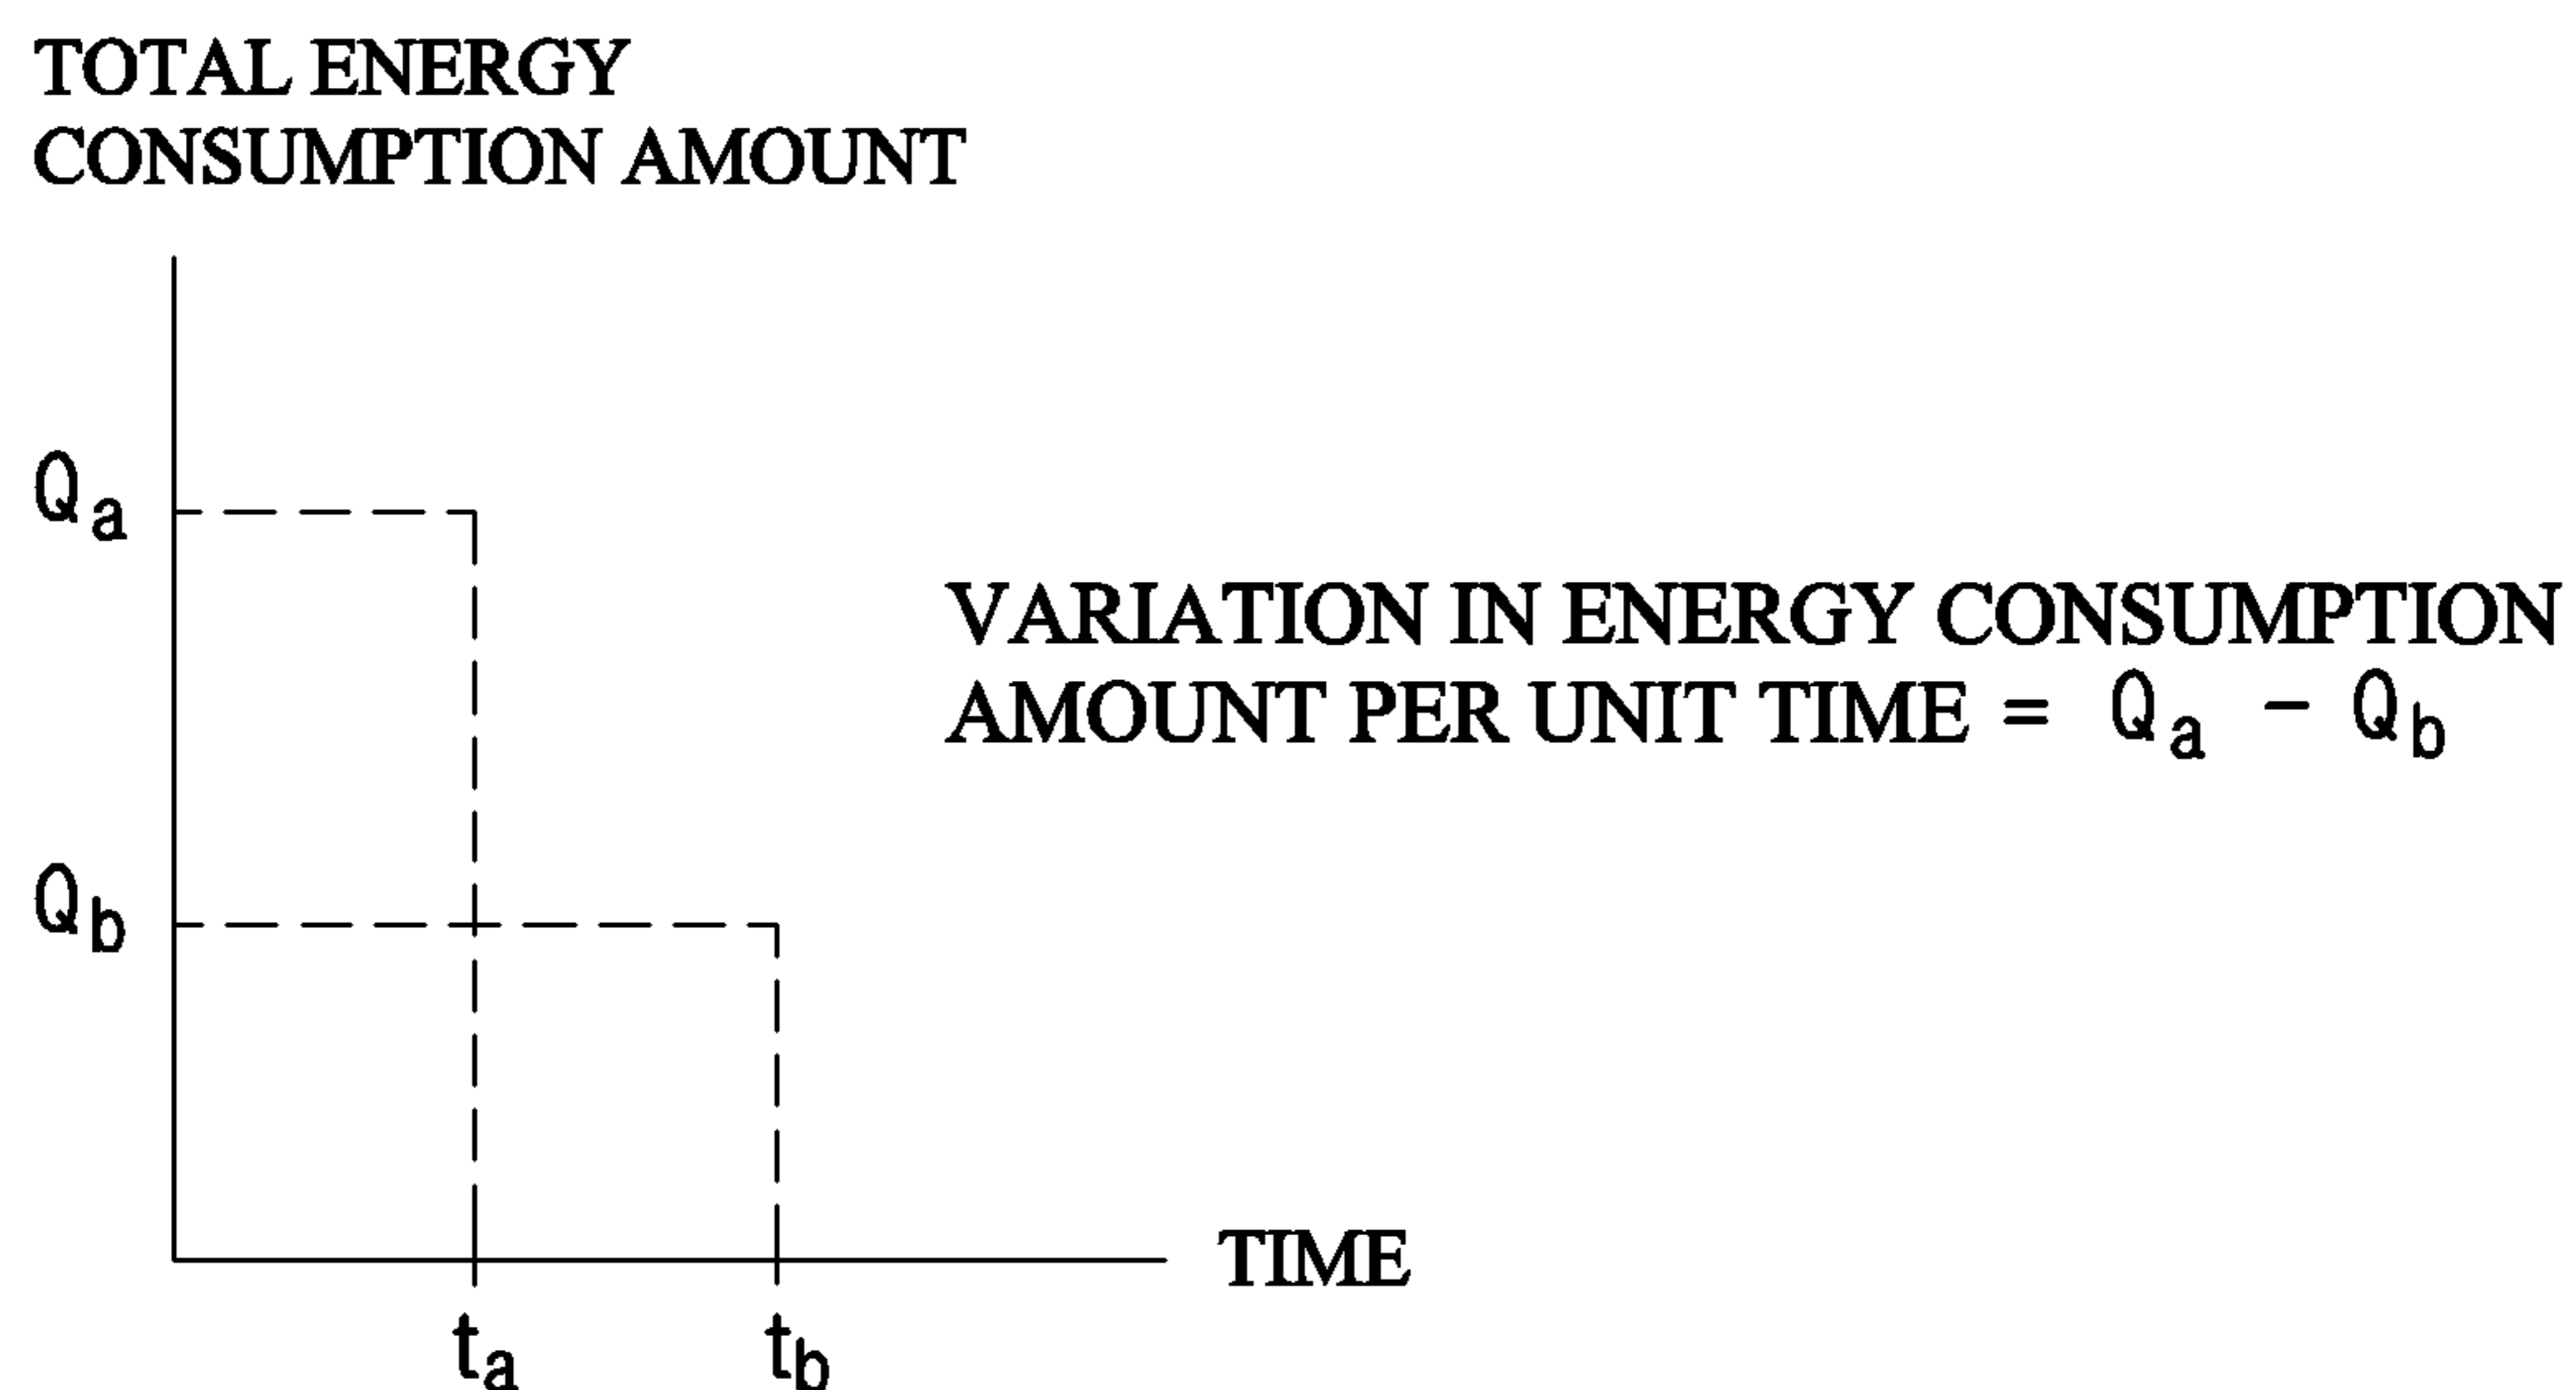 TOTAL ENERGY
CONSUMPTION AMOUNT
Qa
VARIATION IN ENERGY CONSUMPTION
AMOUNT PER UNIT TIME = Qa - Qb
Qb
TIME
ta tb